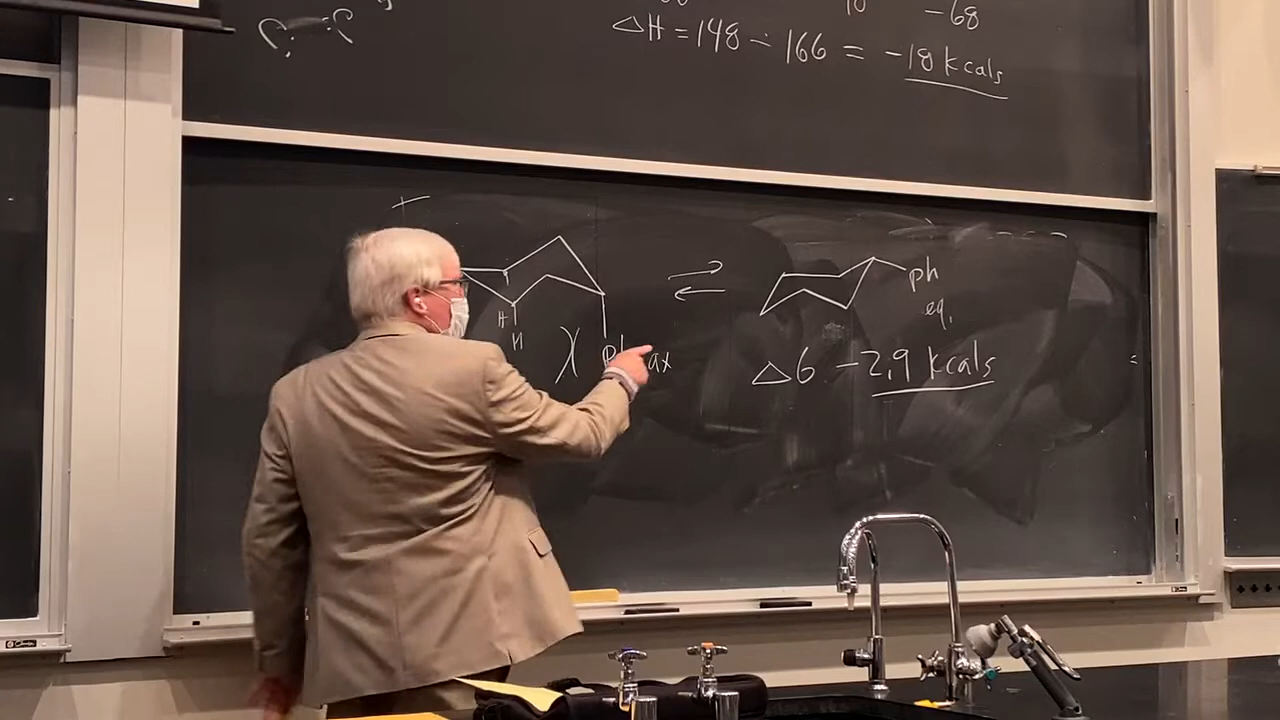 -68
ΔH = 148 - 166 = -18 kcals
H
H
ph ax
ph
eq.
ΔG -2.9 kcals